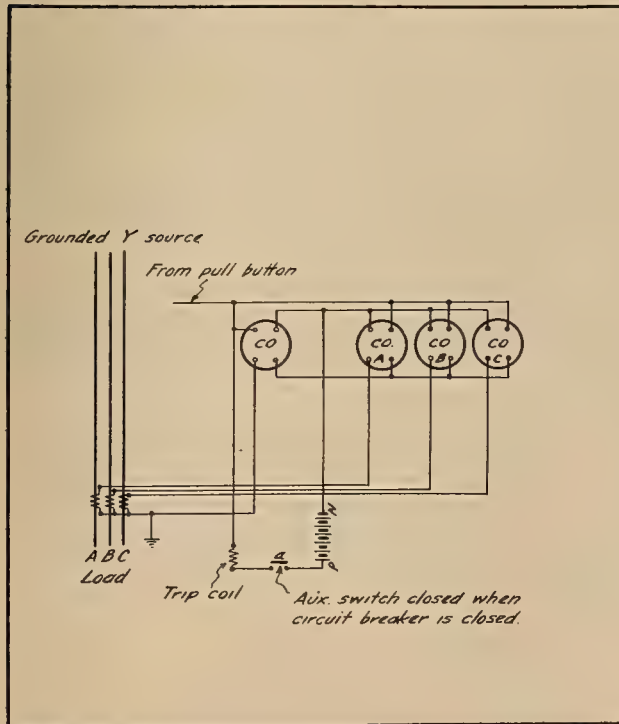 Grounded Y source
From pull button
CO
CO.
A
CO
B
CO
C
N
P
a
A B C
Load
Trip coil
Aux. switch closed when
circuit breaker is closed.